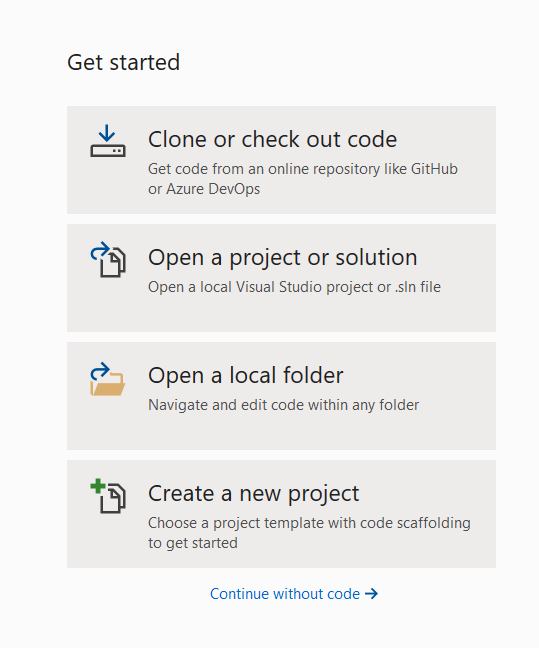 Get started
Clone or check out code
Get code from an online repository like GitHub
or Azure DevOps
Open a project or solution
Open a local Visual Studio project or .sln file
Open a local folder
Navigate and edit code within any folder
Create a new project
Choose a project template with code scaffolding
to get started
Continue without code →